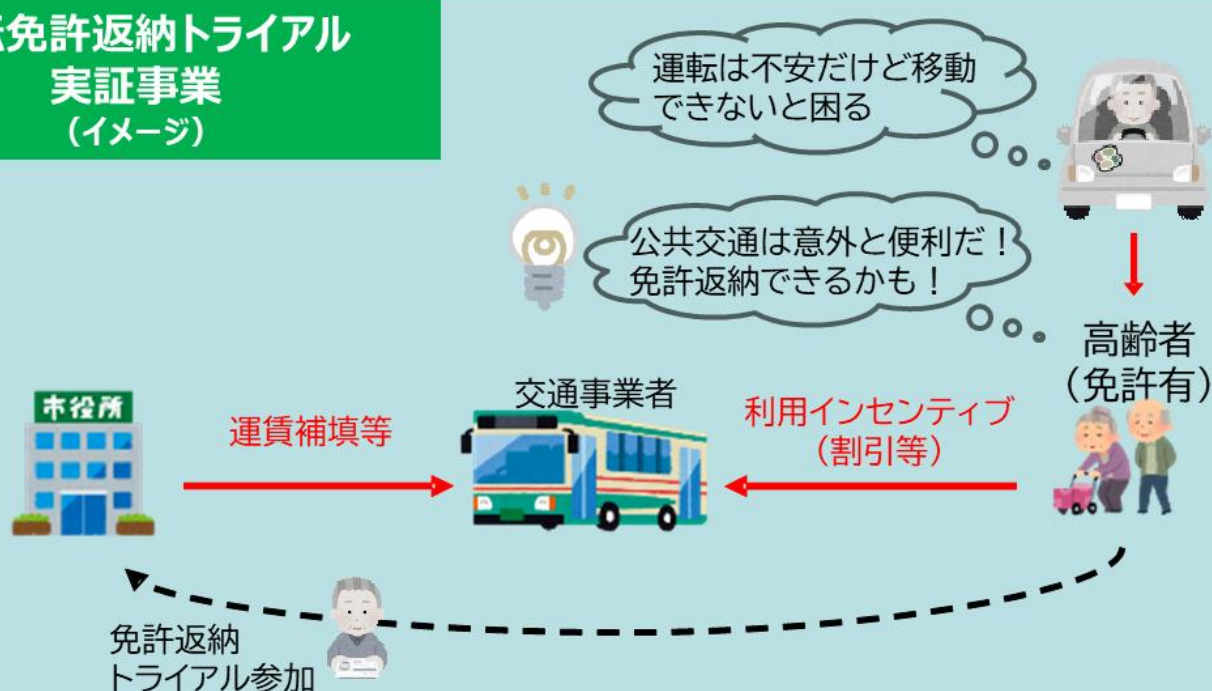 免許返納トライアル
実証事業
（イメージ）
運転は不安だけど移動
できないと困る
公共交通は意外と便利だ！
免許返納できるかも！
高齢者
（免許有）
市役所
運賃補填等
交通事業者
利用インセンティブ
（割引等）
免許返納
トライアル参加